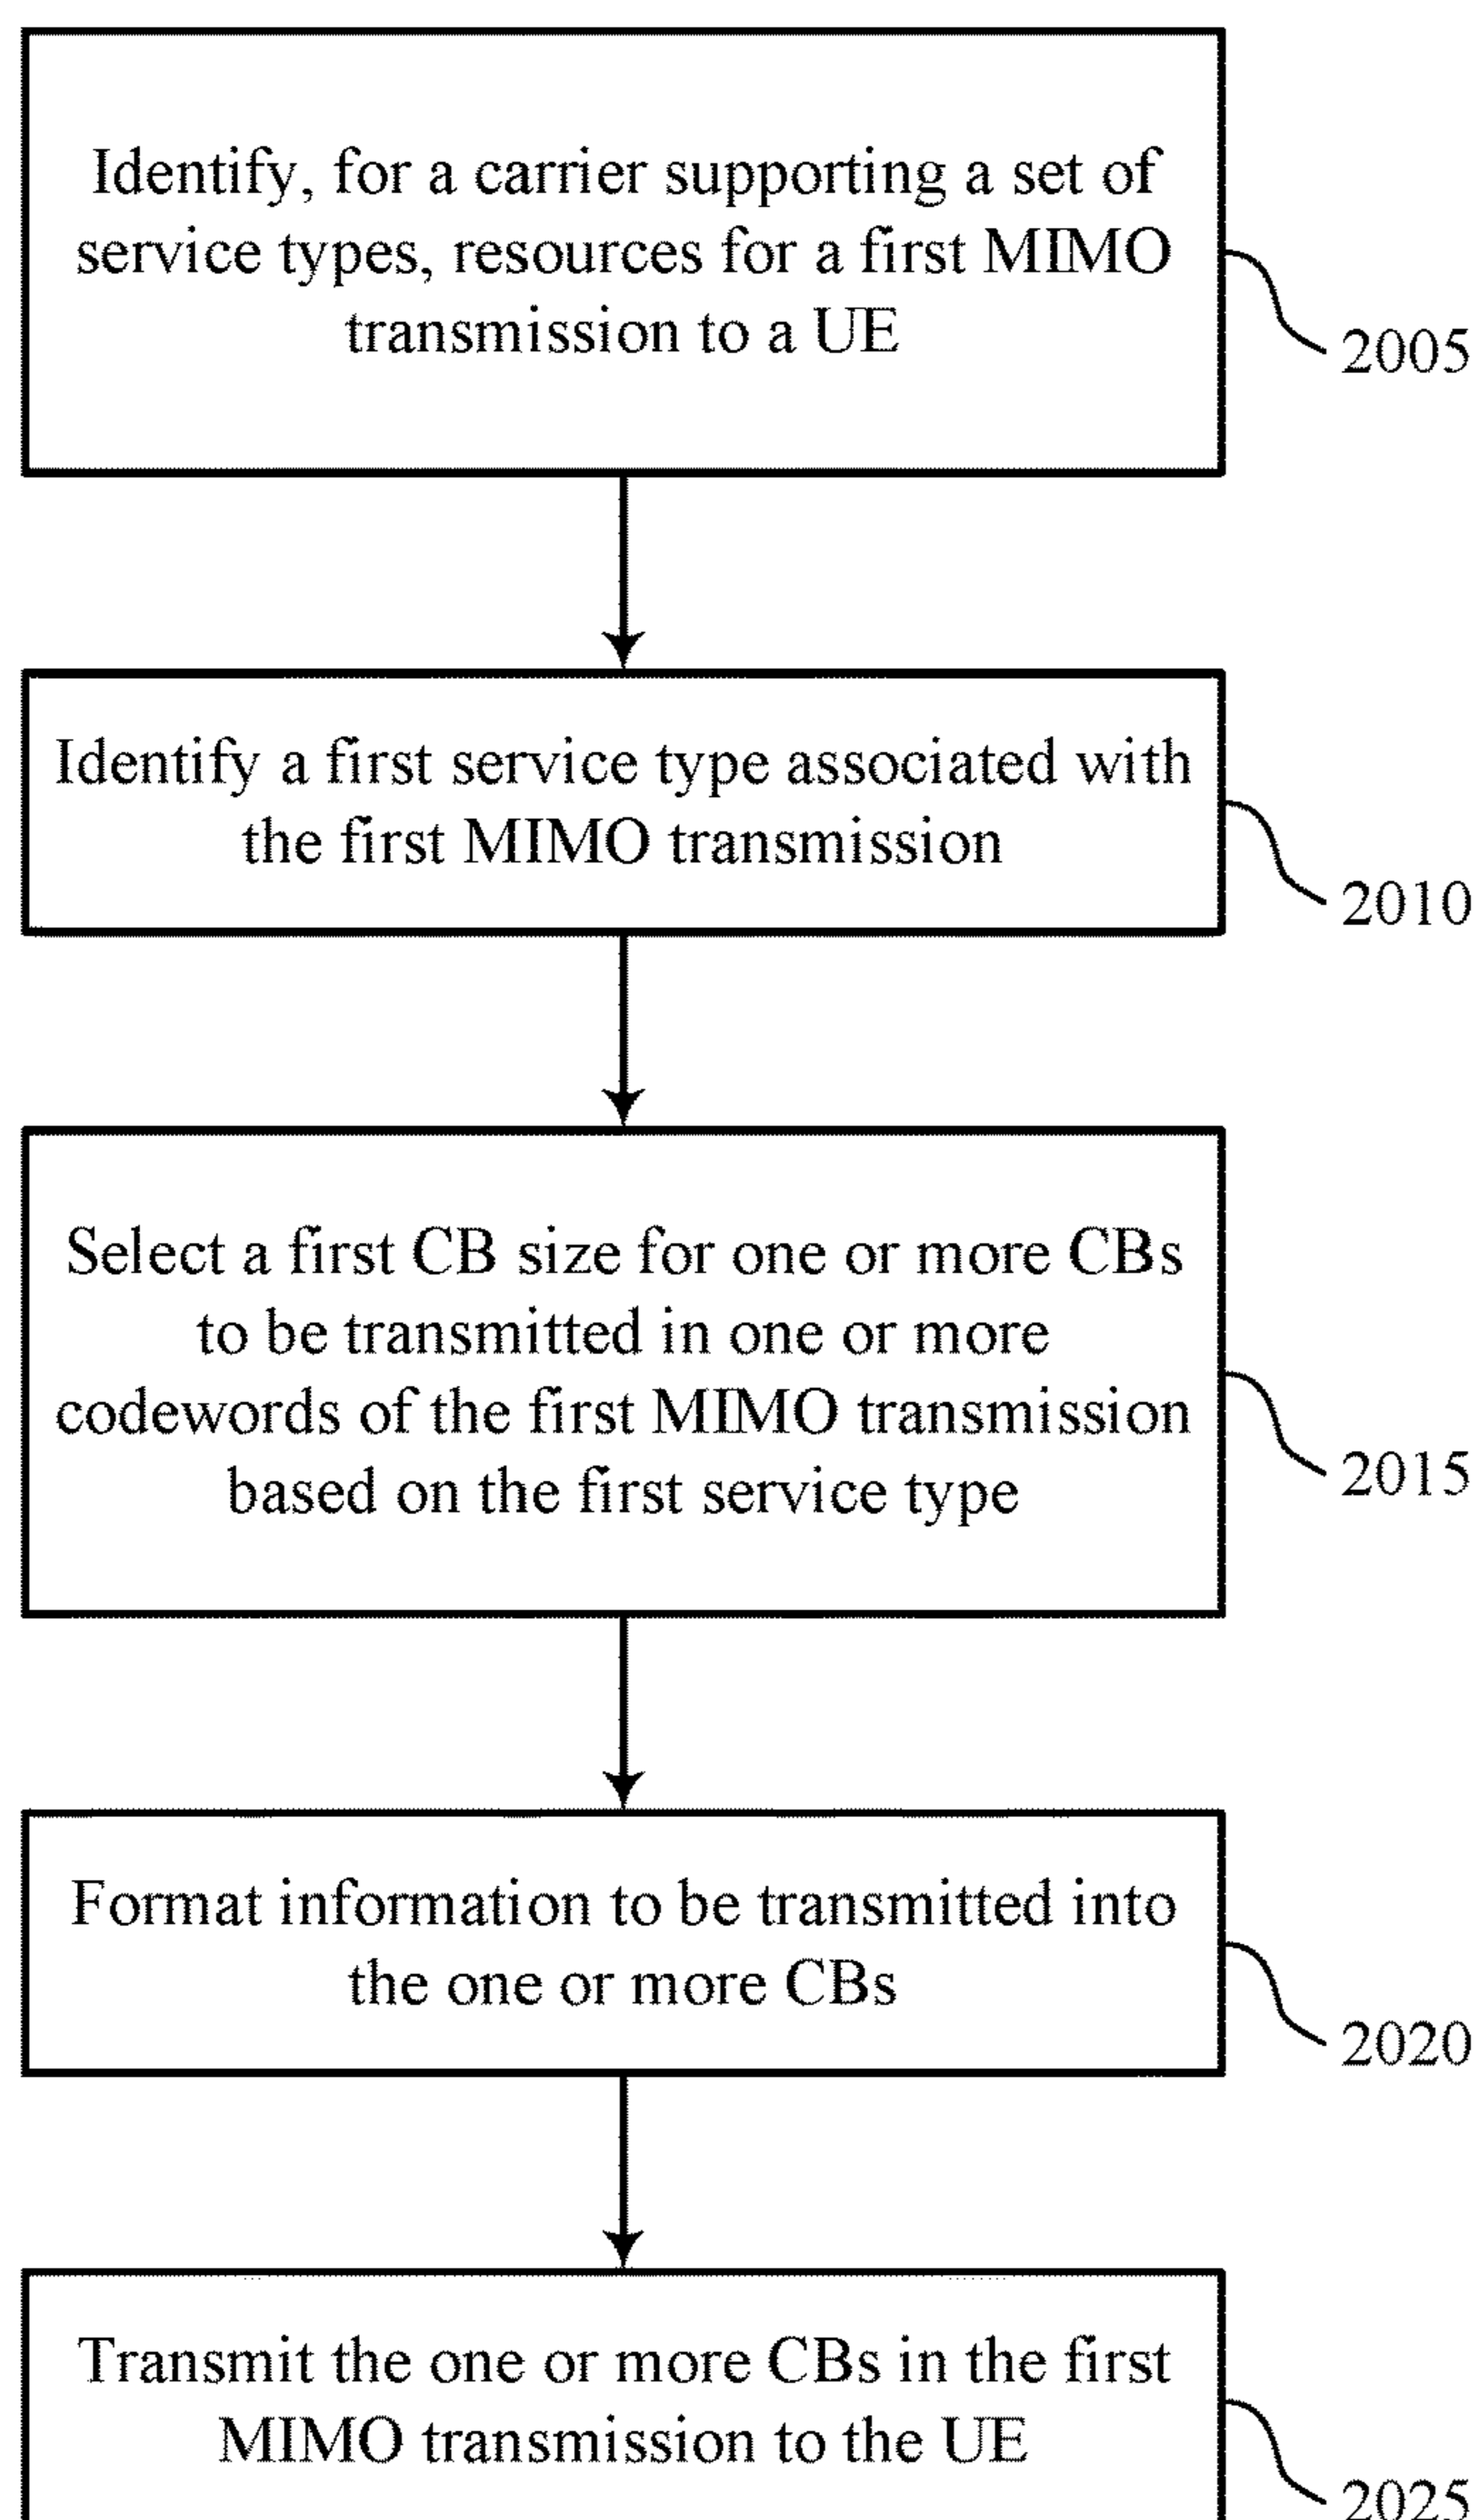 Identify, for a carrier supporting a set of
service types, resources for a first MIMO
transmission to a UE
2005
Identify a first service type associated with
the first MIMO transmission
2010
Select a first CB size for one or more CBs
to be transmitted in one or more
codewords of the first MIMO transmission
based on the first service type
2015
Format information to be transmitted into
the one or more CBs
2020
Transmit the one or more CBs in the first
MIMO transmission to the UE
2025